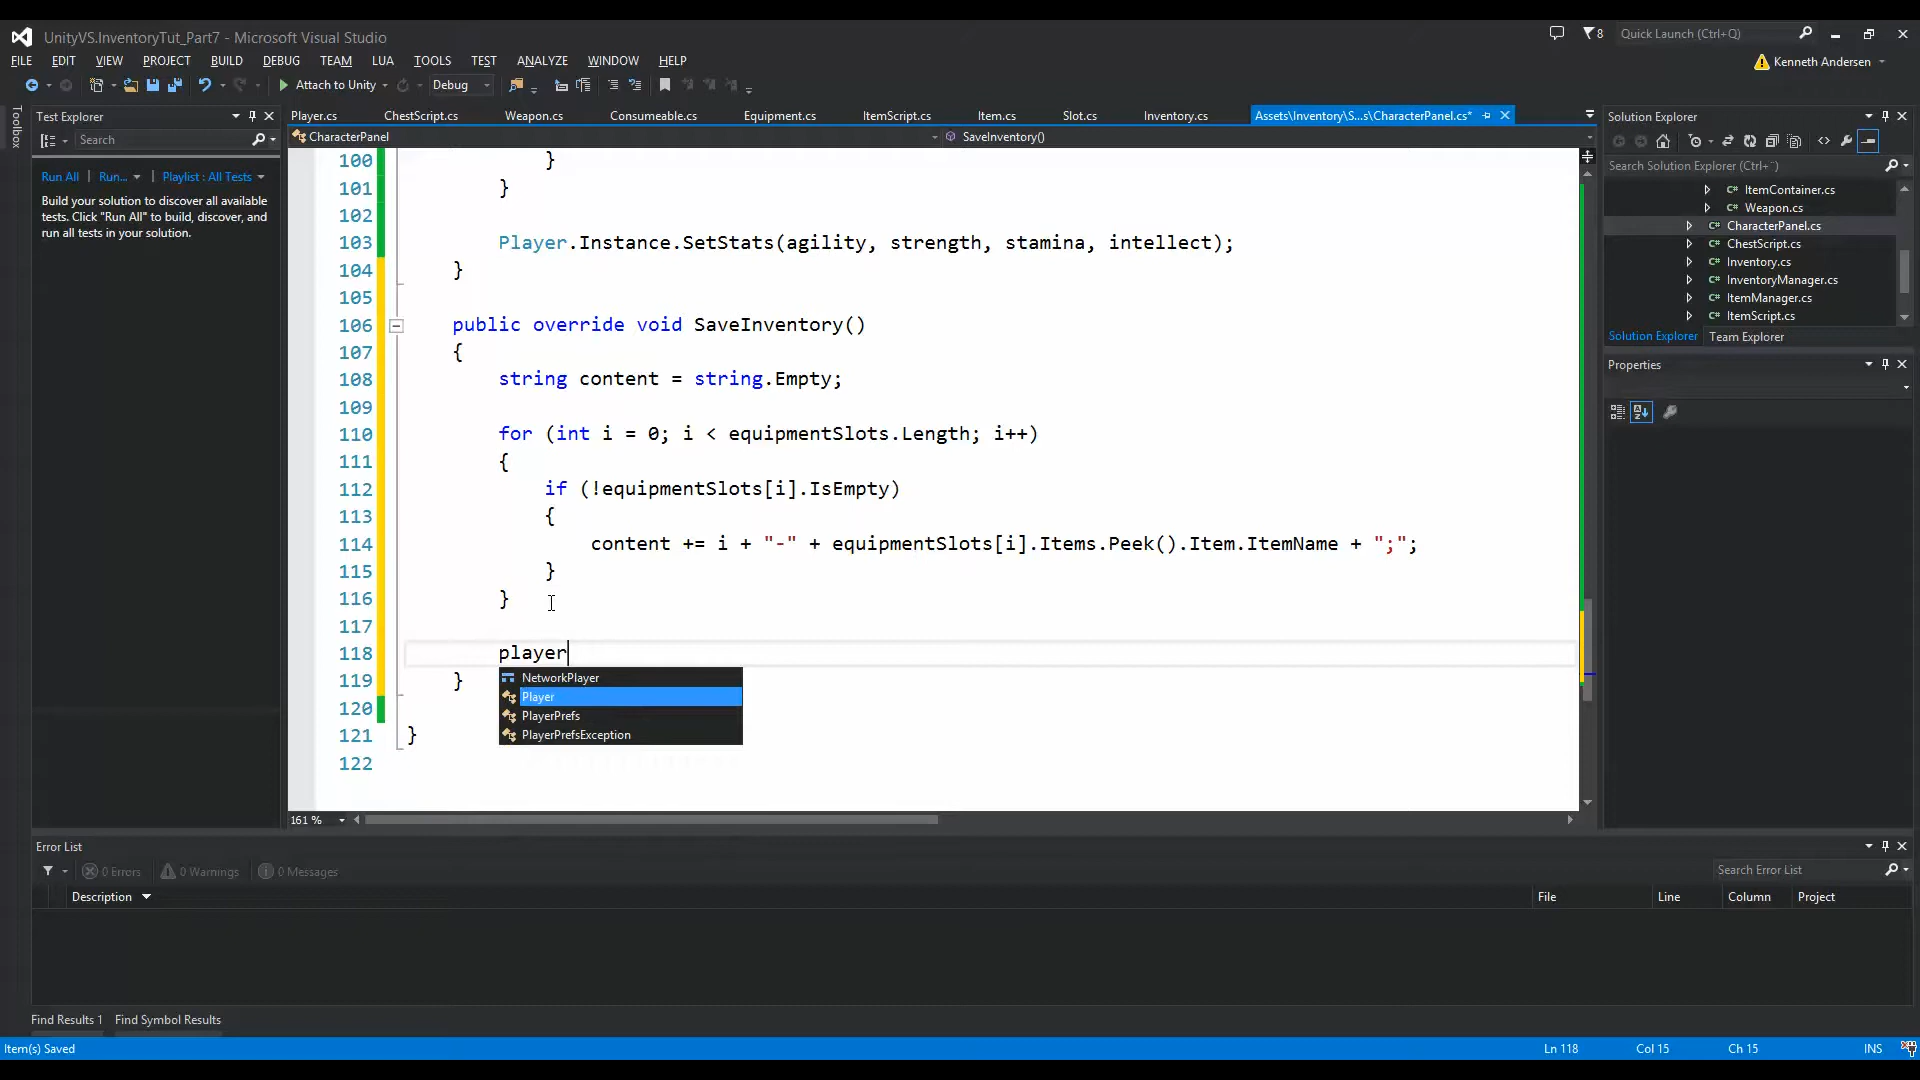 UnityVS.InventoryTut_Part7 - Microsoft Visual Studio
8
Quick Launch (Ctrl+Q)
FILE EDIT VIEW PROJECT BUILD DEBUG TEAM LUA TOOLS TEST ANALYZE WINDOW HELP
Kenneth Andersen
Attach to Unity
Debug
Toolbox
Test Explorer
Search
Run All Run... Playlist : All Tests
Build your solution to discover all available
tests. Click "Run All" to build, discover, and
run all tests in your solution.
Player.cs ChestScript.cs Weapon.cs Consumeable.cs Equipment.cs ItemScript.cs Item.cs Slot.cs Inventory.cs Assets\Inventory\S...s\CharacterPanel.cs*
CharacterPanel SaveInventory()
100 }
101 }
102
103 Player.Instance.SetStats(agility, strength, stamina, intellect);
104 }
105
106 public override void SaveInventory()
107 {
108 string content = string.Empty;
109
110 for (int i = 0; i < equipmentSlots.Length; i++)
111 {
112 if (!equipmentSlots[i].IsEmpty)
113 {
114 content += i + "-" + equipmentSlots[i].Items.Peek().Item.ItemName + ";";
115 }
116 }
117
118 player
119 }
120
121 }
122
NetworkPlayer
Player
PlayerPrefs
PlayerPrefsException
161 %
Solution Explorer
Search Solution Explorer (Ctrl+¨)
C# ItemContainer.cs
C# Weapon.cs
C# CharacterPanel.cs
C# ChestScript.cs
C# Inventory.cs
C# InventoryManager.cs
C# ItemManager.cs
C# ItemScript.cs
Solution Explorer Team Explorer
Properties
Error List
0 Errors 0 Warnings 0 Messages
Search Error List
Description File Line Column Project
Find Results 1 Find Symbol Results
Item(s) Saved Ln 118 Col 15 Ch 15 INS